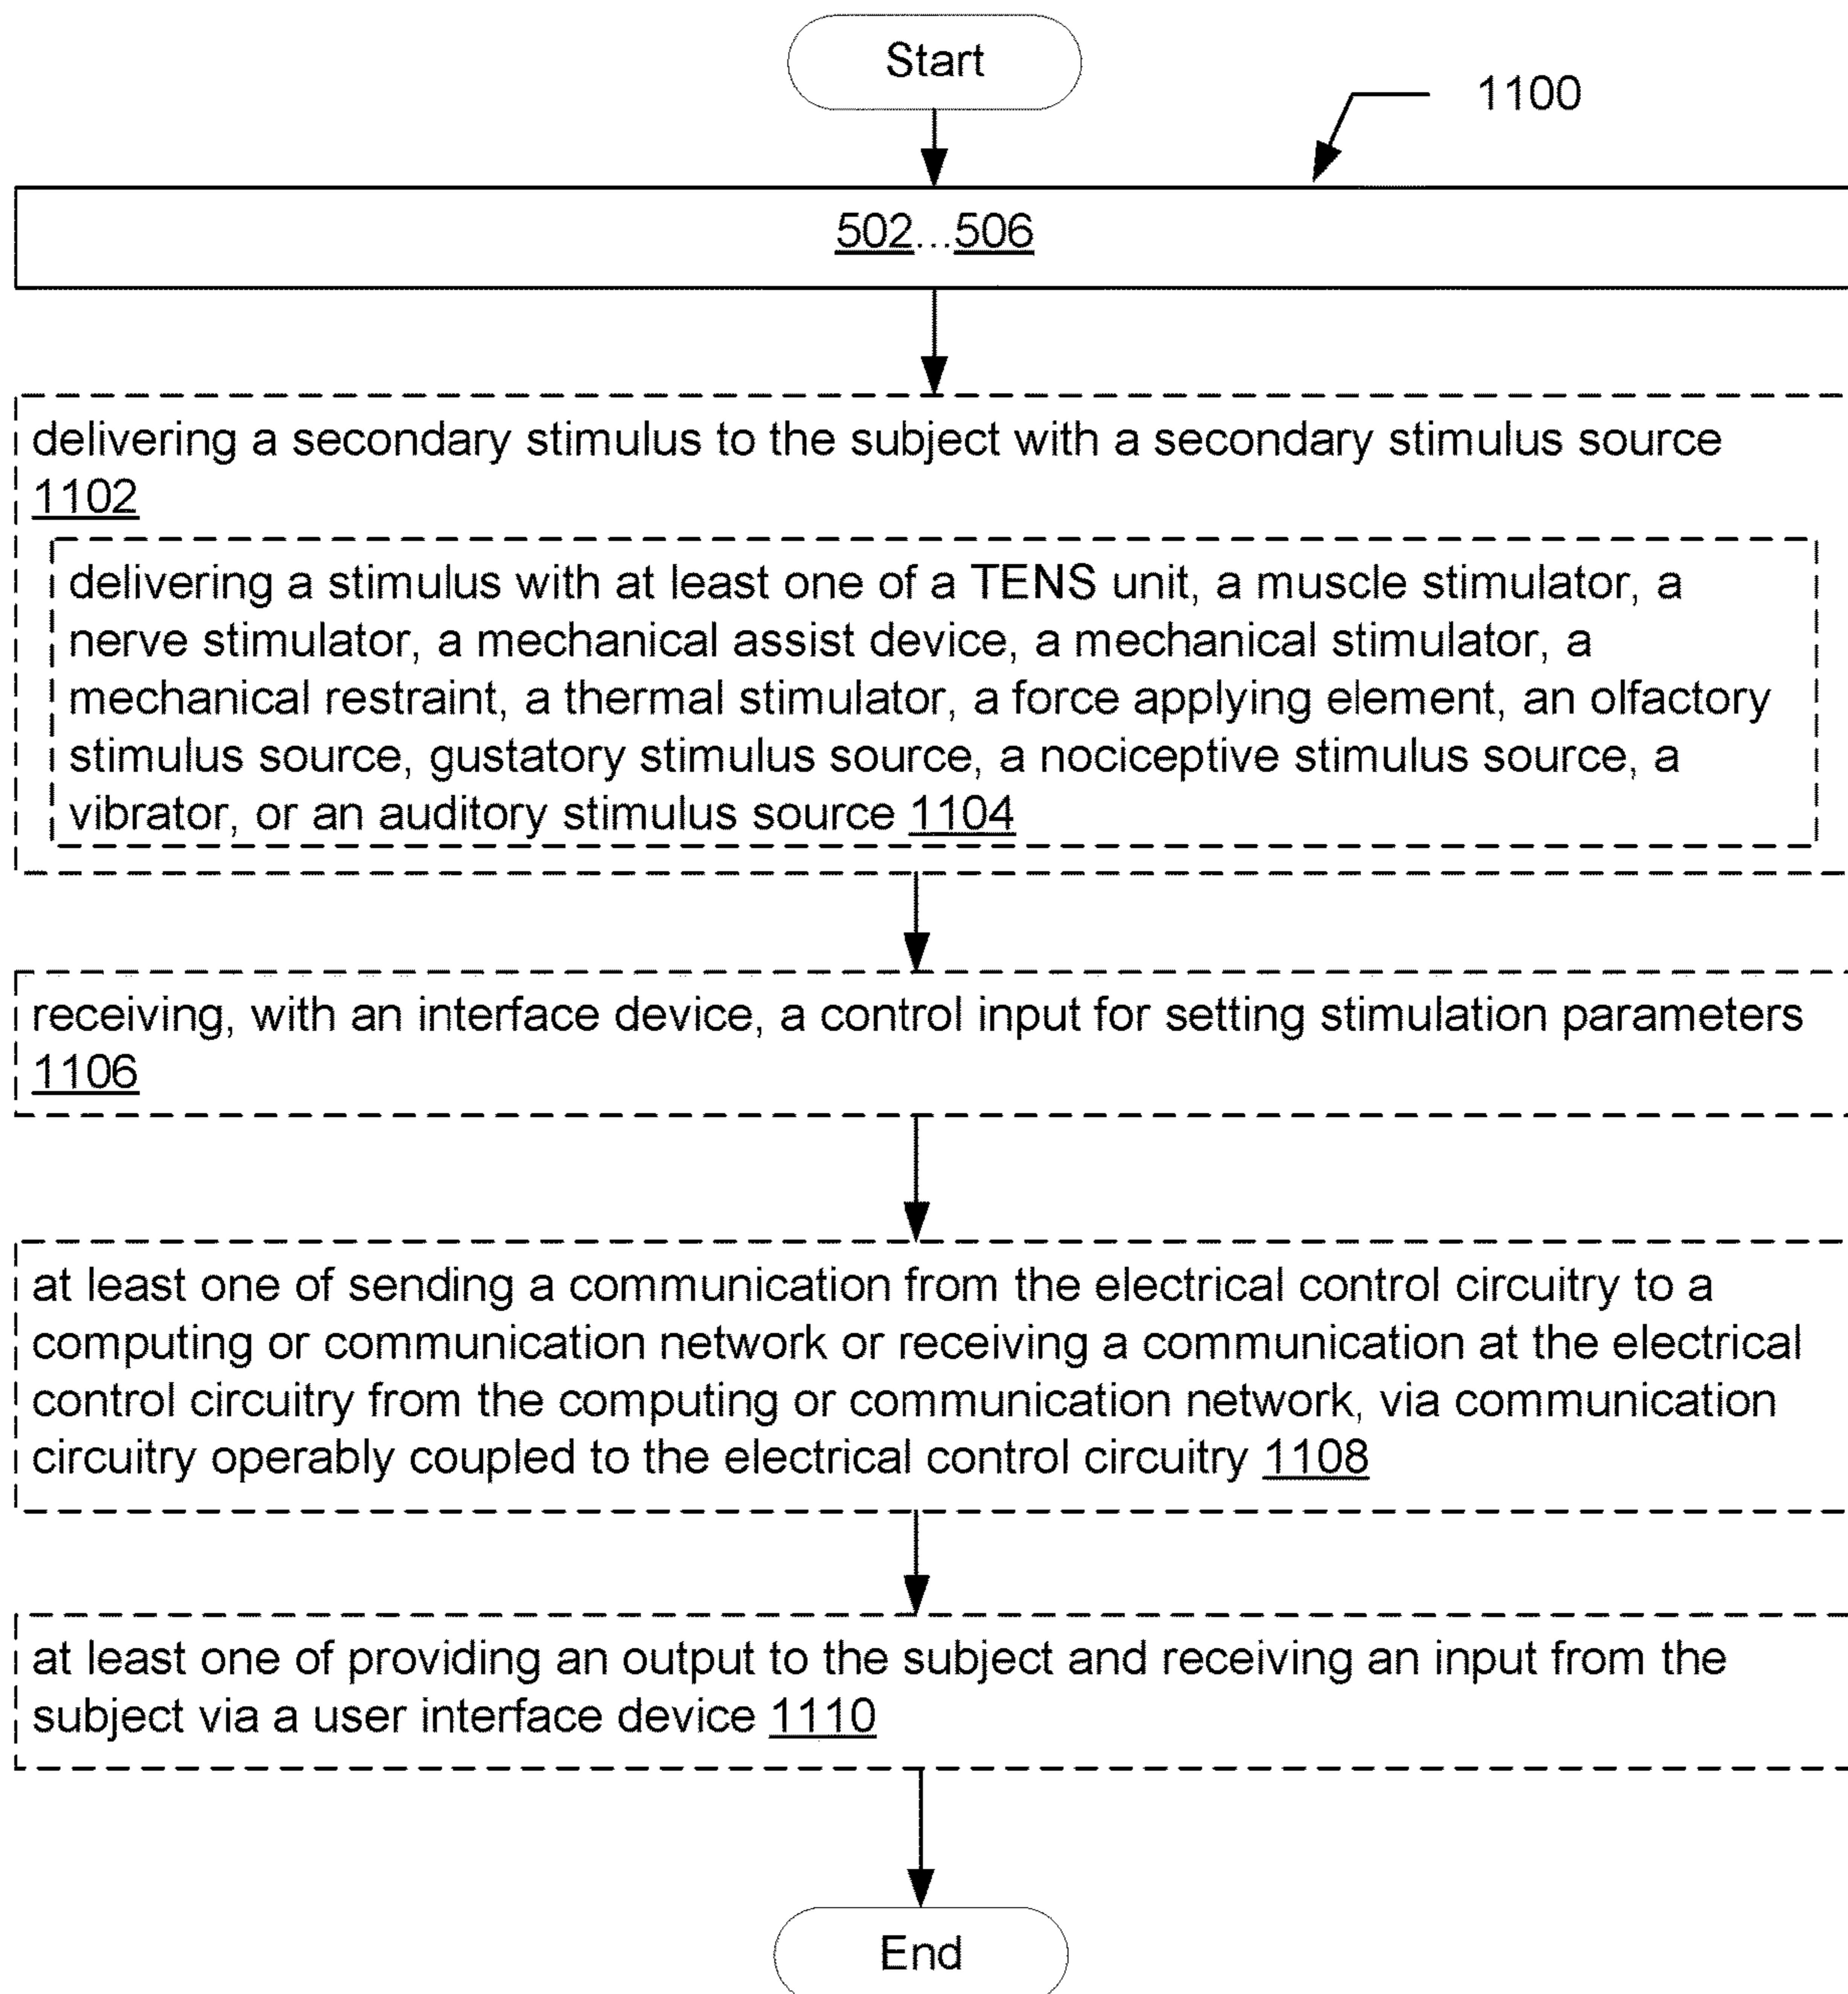 Start
1100
502...506
delivering a secondary stimulus to the subject with a secondary stimulus source
1102
delivering a stimulus with at least one of a TENS unit, a muscle stimulator, a
nerve stimulator, a mechanical assist device, a mechanical stimulator, a
mechanical restraint, a thermal stimulator, a force applying element, an olfactory
stimulus source, gustatory stimulus source, a nociceptive stimulus source, a
vibrator, or an auditory stimulus source 1104
receiving, with an interface device, a control input for setting stimulation parameters
1106
at least one of sending a communication from the electrical control circuitry to a
computing or communication network or receiving a communication at the electrical
control circuitry from the computing or communication network, via communication
circuitry operably coupled to the electrical control circuitry 1108
at least one of providing an output to the subject and receiving an input from the
subject via a user interface device 1110
End